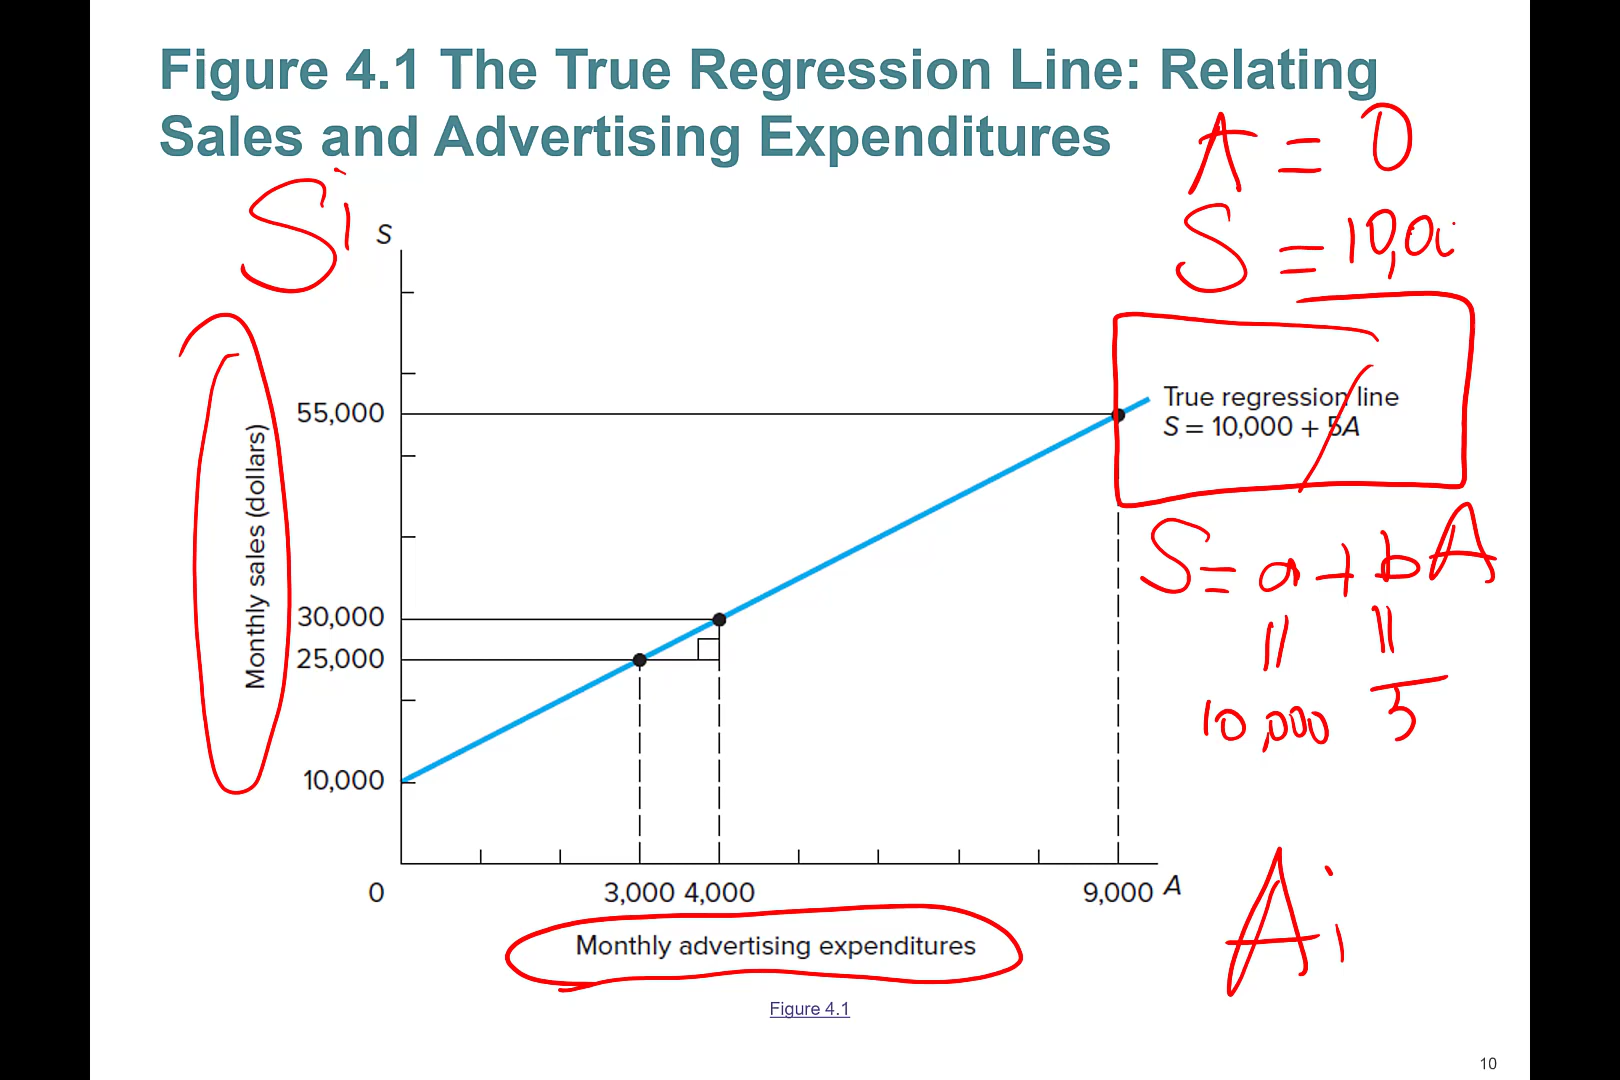 Figure 4.1 The True Regression Line: Relating
Sales and Advertising Expenditures
A = 0
Si
S
S = 10,0
55,000
True regression line
S = 10,000 + 5A
Monthly sales (dollars)
S = a + bA
30,000
25,000
10,000 5
10,000
0
3,000 4,000
9,000 A
Monthly advertising expenditures
Ai
Figure 4.1
10